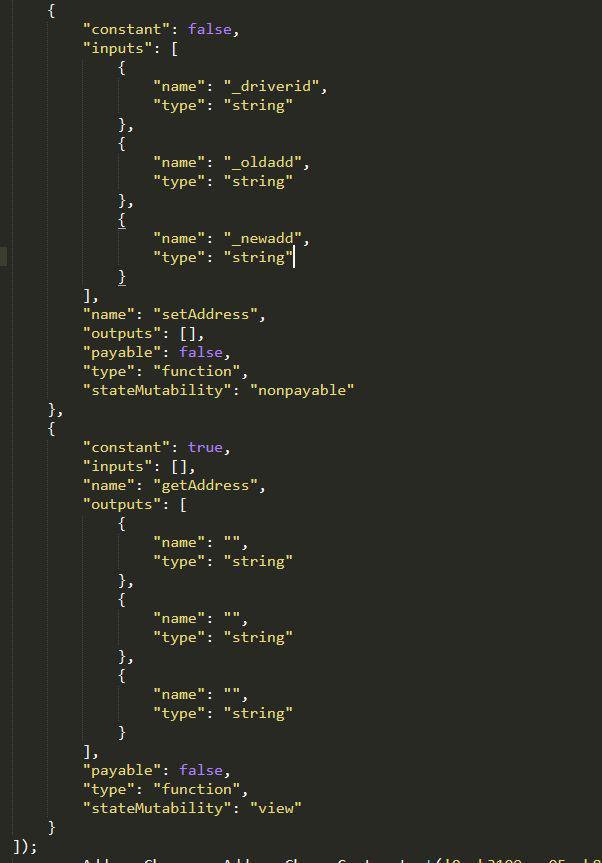 {
"constant": false,
"inputs": [
{
"name": "_driverid",
"type": "string"
},
{
"name": "_oldadd",
"type": "string"
},
{
"name": "_newadd",
"type": "string"
}
],
"name": "setAddress",
"outputs": [],
"payable": false,
"type": "function",
"stateMutability": "nonpayable"
},
{
"constant": true,
"inputs": [],
"name": "getAddress",
"outputs": [
{
"name": "",
"type": "string"
},
{
"name": "",
"type": "string"
},
{
"name": "",
"type": "string"
}
],
"payable": false,
"type": "function",
"stateMutability": "view"
}
]);